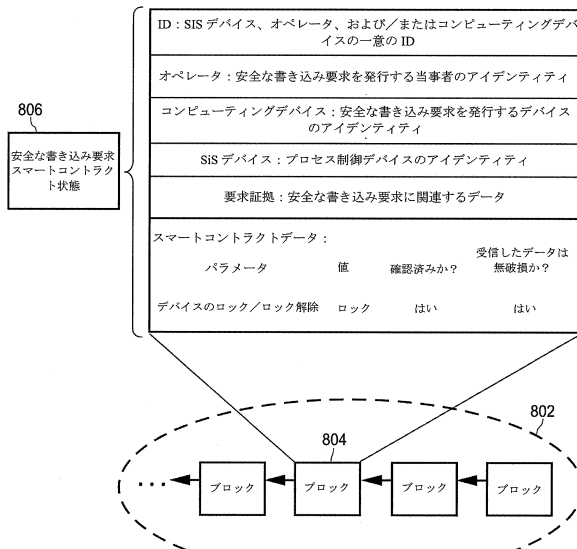 ID：SIS デバイス、オペレータ、および／またはコンピューティングデバ
イスの一意の ID
オペレータ：安全な書き込み要求を発行する当事者のアイデンティティ
806
コンピューティングデバイス：安全な書き込み要求を発行するデバイス
のアイデンティティ
安全な書き込み要求
スマートコントラク
ト状態
SiS デバイス：プロセス制御デバイスのアイデンティティ
要求証拠：安全な書き込み要求に関連するデータ
スマートコントラクトデータ：
パラメータ 値 確認済みか？ 受信したデータは
無破損か？
デバイスのロック／ロック解除 ロック はい はい
802
804
ブロック ブロック ブロック ブロック